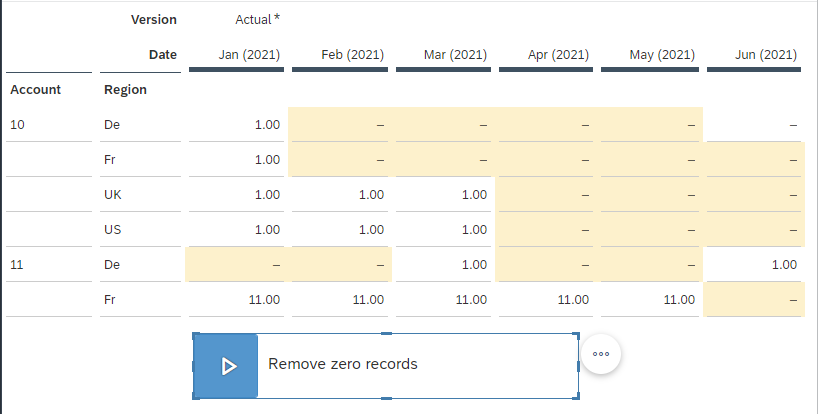 Version Actual *
Date Jan (2021) Feb (2021) Mar (2021) Apr (2021) May (2021) Jun (2021)
Account Region
10 De 1.00 – – – – –
Fr 1.00 – – – – –
UK 1.00 1.00 1.00 – – –
US 1.00 1.00 1.00 – – –
11 De – – 1.00 – – 1.00
Fr 11.00 11.00 11.00 11.00 11.00 –
Remove zero records